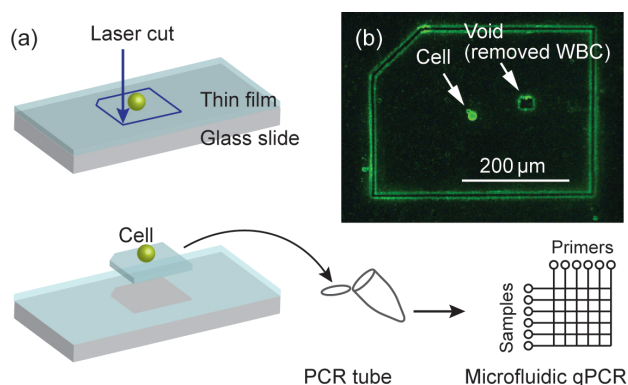 (a)
Laser cut
Thin film
Glass slide
(b)
Void
(removed WBC)
Cell
200 µm
Cell
PCR tube
Primers
Samples
Microfluidic qPCR